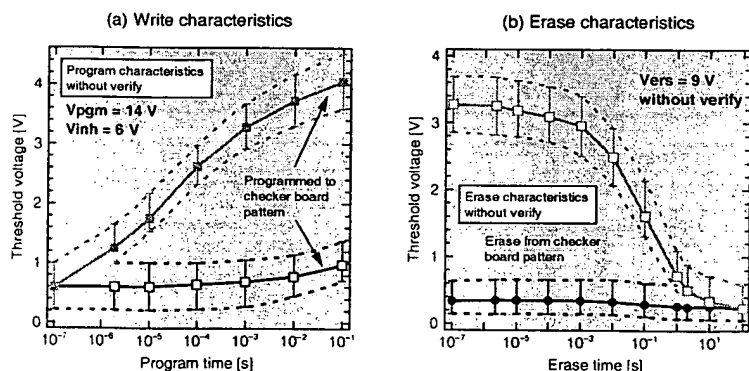 (a) Write characteristics
Threshold voltage [V]
4
3
2
1
0
Program characteristics
without verify
Vpgm = 14 V
Vinh = 6 V
Programmed to
checker board
pattern
10⁻⁷ 10⁻⁶ 10⁻⁵ 10⁻⁴ 10⁻³ 10⁻² 10⁻¹
Program time [s]
(b) Erase characteristics
Threshold voltage [V]
4
3
2
1
0
Vers = 9 V
without verify
Erase characteristics
without verify
Erase from checker
board pattern
10⁻⁷ 10⁻⁵ 10⁻³ 10⁻¹ 10¹
Erase time [s]